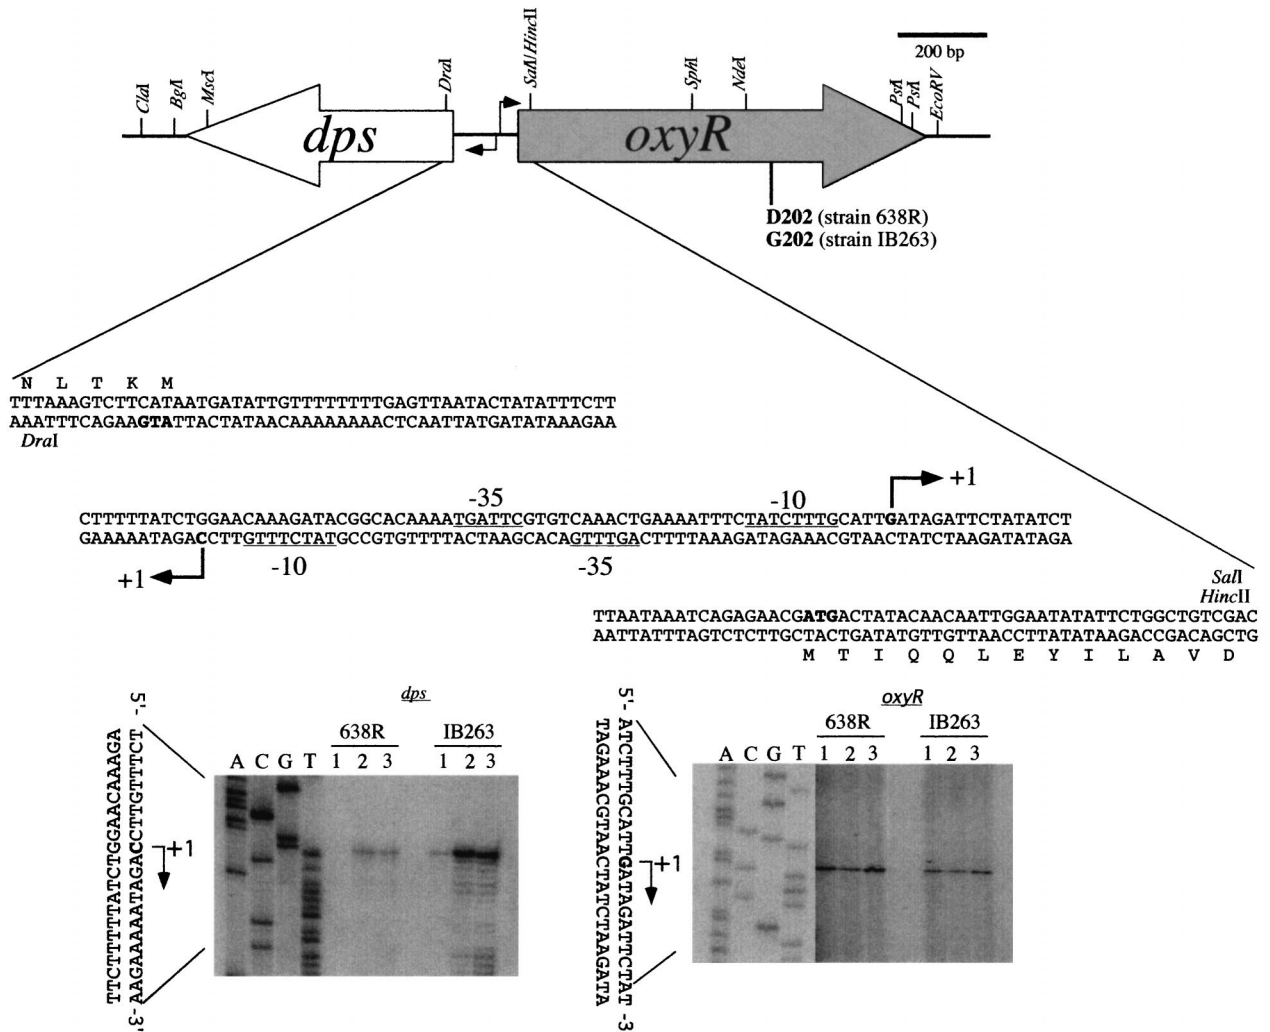 200 bp
ClaI BglI MscI DraI SalI/HincII SphI NdeI PstI PstI EcoRV
dps oxyR
D202 (strain 638R)
G202 (strain IB263)
N L T K M
TTTAAAGTCTTCATAATGATATTGTTTTTTTTTGAGTTAATACTATATTTCTT
AAATTTCAGAAGTATTACTATAACAAAAAAAACTCAATTATGATATAAAGAA
DraI
+1
-35 -10
CTTTTTATCTGGAACAAAGATACGGCACAAAATGATTCGTGTCAAACTGAAAATTTCTATCTTTGCATTGATAGATTCTATATCT
GAAAAATAGACCTTGTTTCTATGCCGTGTTTTACTAAGCACAGTTTGACTTTTAAAGATAGAAACGTAACTATCTAAGATATAGA
+1 -10 -35
SalI
HincII
TTAATAAATCAGAGAACGATGACTATACAACAATTGGAATATATTCTGGCTGTCGAC
AATTATTTAGTCTCTTGCTACTGATATGTTGTTAACCTTATATAAGACCGACAGCTG
M T I Q Q L E Y I L A V D
dps
638R IB263
A C G T 1 2 3 1 2 3
5'-
TTCTTTTTATCTGGAACAAAGA
AAGAAAAATAGACCTTGTTTCT
-3'
+1
oxyR
638R IB263
A C G T 1 2 3 1 2 3
5'-
ATCTTTGCATTGATAGATTCTAT -3
TAGAAACGTAACTATCTAAGATA
+1